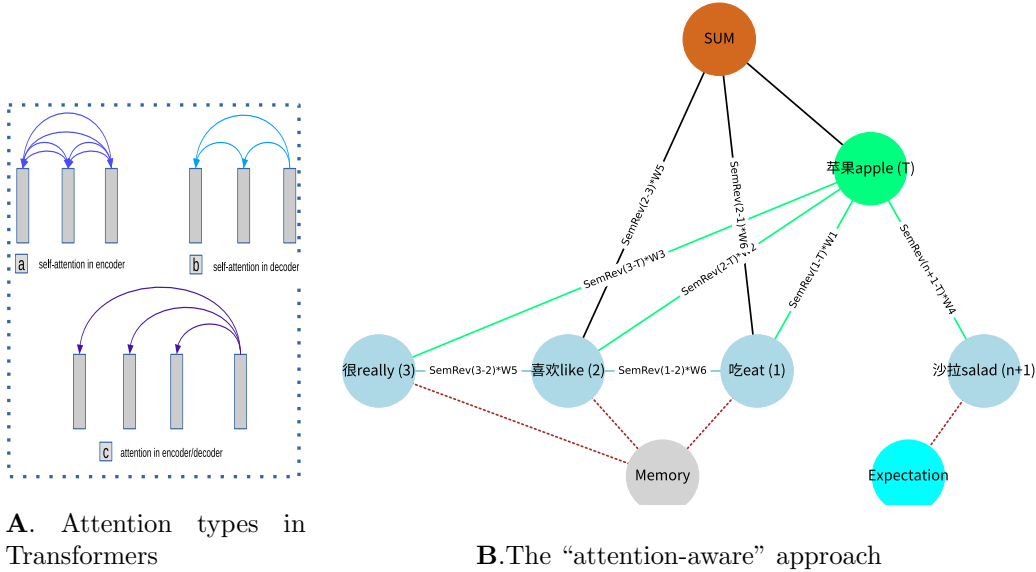 SUM
苹果apple (T)
SemRev(2-3)*W5
SemRev(2-1)*W6
SemRev(3-T)*W3
SemRev(2-T)*W2
SemRev(1-T)*W1
SemRev(n+1-T)*W4
a self-attention in encoder
b self-attention in decoder
很really (3)
SemRev(3-2)*W5
喜欢like (2)
SemRev(1-2)*W6
吃eat (1)
沙拉salad (n+1)
c attention in encoder/decoder
Memory
Expectation
A. Attention types in
Transformers
B.The “attention-aware” approach